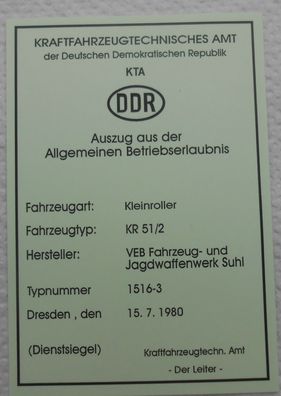 KRAFTFAHRZEUGTECHNISCHES AMT
der Deutschen Demokratischen Republik
KTA
DDR
Auszug aus der
Allgemeinen Betriebserlaubnis
Fahrzeugart: Kleinroller
Fahrzeugtyp: KR 51/2
Hersteller: VEB Fahrzeug- und
Jagdwaffenwerk Suhl
Typnummer 1516-3
Dresden , den 15. 7. 1980
(Dienstsiegel) Kraftfahrzeugtechn. Amt
- Der Leiter -